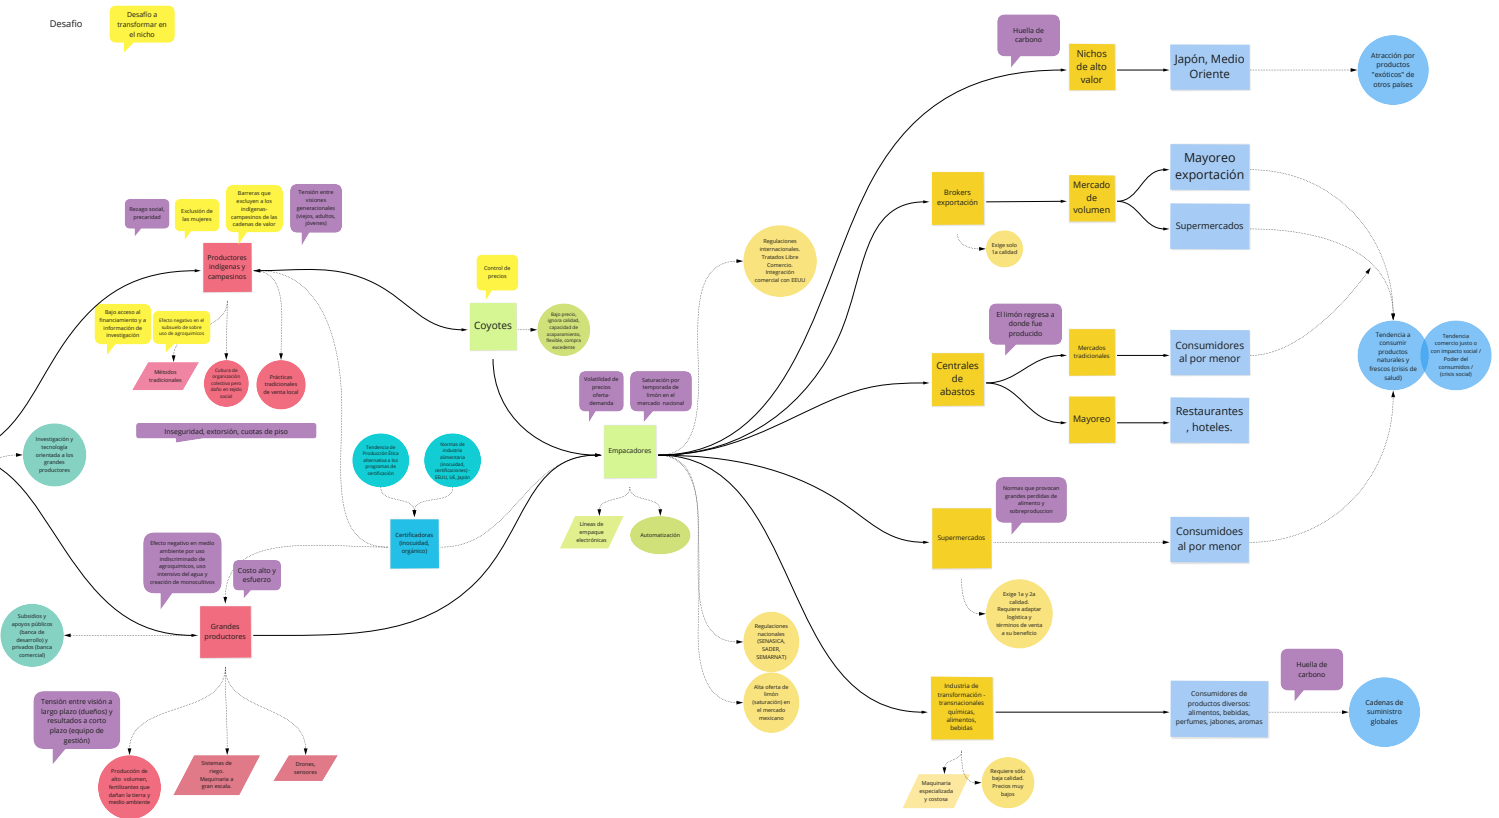 Desafio
Desafío a
transformar en
el nicho
Huella de
carbono
Nichos
de alto
valor
Japón, Medio
Oriente
Atracción por
productos
"exóticos" de
otros países
Mayoreo
exportación
Brokers
exportación
Mercado
de
volumen
Supermercados
Exige solo
1a calidad
Rezago social,
precaridad
Exclusión de
las mujeres
Barreras que
excluyen a los
indígenas-
campesinos de las
cadenas de valor
Tensión entre
visiones
generacionales
(viejos, adultos,
jóvenes)
Productores
indígenas y
campesinos
Regulaciones
internacionales.
Tratados Libre
Comercio.
Integración
comercial con EEUU
Control de
precios
Coyotes
Bajo precio,
ignora calidad,
capacidad de
acaparamiento,
flexible, compra
excedente
Bajo acceso al
financiamiento y a
información de
investigación
Efecto negativo en el
subsuelo de sobre
uso de agroquímicos
Métodos
tradicionales
Cultura de
organización
colectiva pero
daño en tejido
social
Prácticas
tradicionales
de venta local
El limón regresa a
donde fue
producido
Mercados
tradicionales
Consumidores
al por menor
Tendencia a
consumir
productos
naturales y
frescos (crisis de
salud)
Tendencia
comercio justo o
con impacto social /
Poder del
consumidos /
(crisis social)
Centrales
de
abastos
Mayoreo
Restaurantes
, hoteles.
Volatilidad de
precios
oferta-
demanda
Saturación por
temporada de
limón en el
mercado nacional
Inseguridad, extorsión, cuotas de piso
Investigación y
tecnología
orientada a los
grandes
productores
Tendencia de
Producción Ética
alternativa a los
programas de
certificación
Normas de
industria
alimentaria
(inocuidad,
certificaciones) -
EEUU, UE, Japón
Empacadores
Certificadoras
(inocuidad,
orgánico)
Líneas de
empaque
electrónicas
Automatización
Normas que provocan
grandes perdidas de
alimento y
sobreproduccion
Supermercados
Consumidoes
al por menor
Exige 1a y 2a
calidad.
Requiere adaptar
logística y
términos de venta
a su beneficio
Efecto negativo en medio
ambiente por uso
indiscriminado de
agroquimicos, uso
intensivo del agua y
creación de monocultivos
Costo alto y
esfuerzo
Grandes
productores
Subsidios y
apoyos públicos
(banca de
desarrollo) y
privados (banca
comercial)
Regulaciones
nacionales
(SENASICA,
SADER,
SEMARNAT)
Alta oferta de
limón
(saturación) en
el mercado
mexicano
Tensión entre visión a
largo plazo (dueños) y
resultados a corto
plazo (equipo de
gestión)
Producción de
alto volumen,
fertilizantes que
dañan la tierra y
medio ambiente
Sistemas de
riego.
Maquinaria a
gran escala.
Drones,
sensores
Industria de
transformación -
transnacionales
químicas,
alimentos,
bebidas
Consumidores de
productos diversos:
alimentos, bebidas,
perfumes, jabones, aromas
Huella de
carbono
Cadenas de
suministro
globales
Maquinaria
especializada
y costosa
Requiere sólo
baja calidad.
Precios muy
bajos